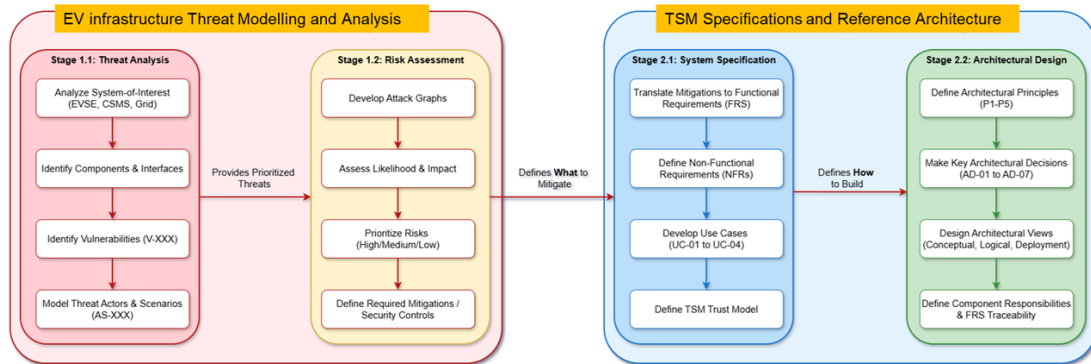 EV infrastructure Threat Modelling and Analysis
Stage 1.1: Threat Analysis
Analyze System-of-Interest
(EVSE, CSMS, Grid)
Identify Components & Interfaces
Identify Vulnerabilities (V-XXX)
Model Threat Actors & Scenarios
(AS-XXX)
Provides Prioritized
Threats
Stage 1.2: Risk Assessment
Develop Attack Graphs
Assess Likelihood & Impact
Prioritize Risks
(High/Medium/Low)
Define Required Mitigations /
Security Controls
Defines What to
Mitigate
TSM Specifications and Reference Architecture
Stage 2.1: System Specification
Translate Mitigations to Functional
Requirements (FRS)
Define Non-Functional
Requirements (NFRs)
Develop Use Cases
(UC-01 to UC-04)
Define TSM Trust Model
Defines How
to Build
Stage 2.2: Architectural Design
Define Architectural Principles
(P1-P5)
Make Key Architectural Decisions
(AD-01 to AD-07)
Design Architectural Views
(Conceptual, Logical, Deployment)
Define Component Responsibilities
& FRS Traceability